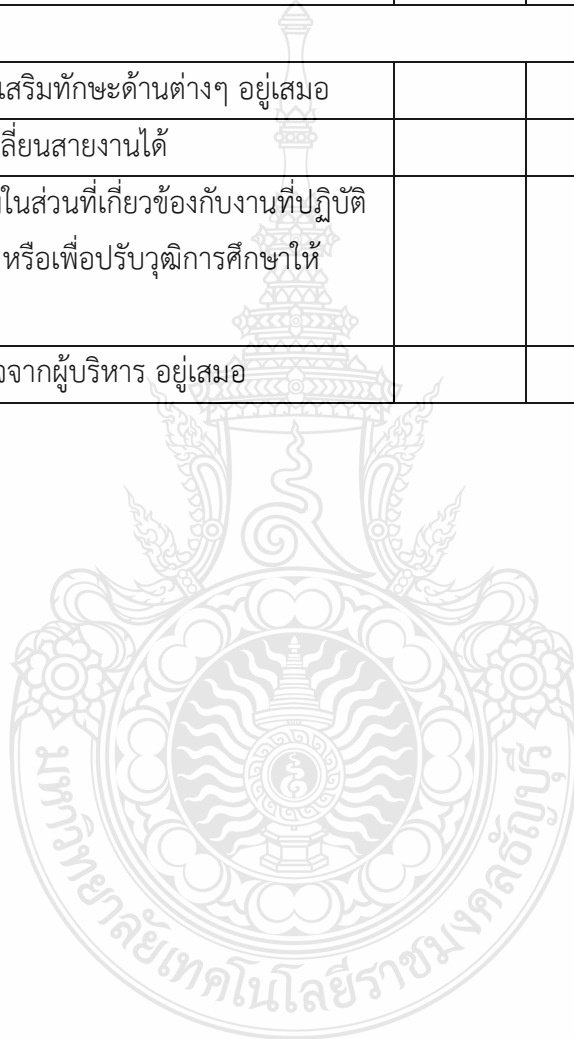 เสริมทักษะด้านต่างๆ อยู่เสมอ
ลี่ยนสายงานได้
ในส่วนที่เกี่ยวข้องกับงานที่ปฏิบัติ
หรือเพื่อปรับวุฒิการศึกษาให้
จากผู้บริหาร อยู่เสมอ
มหาวิทยาลัยเทคโนโลยีราชมงคลธัญบุรี